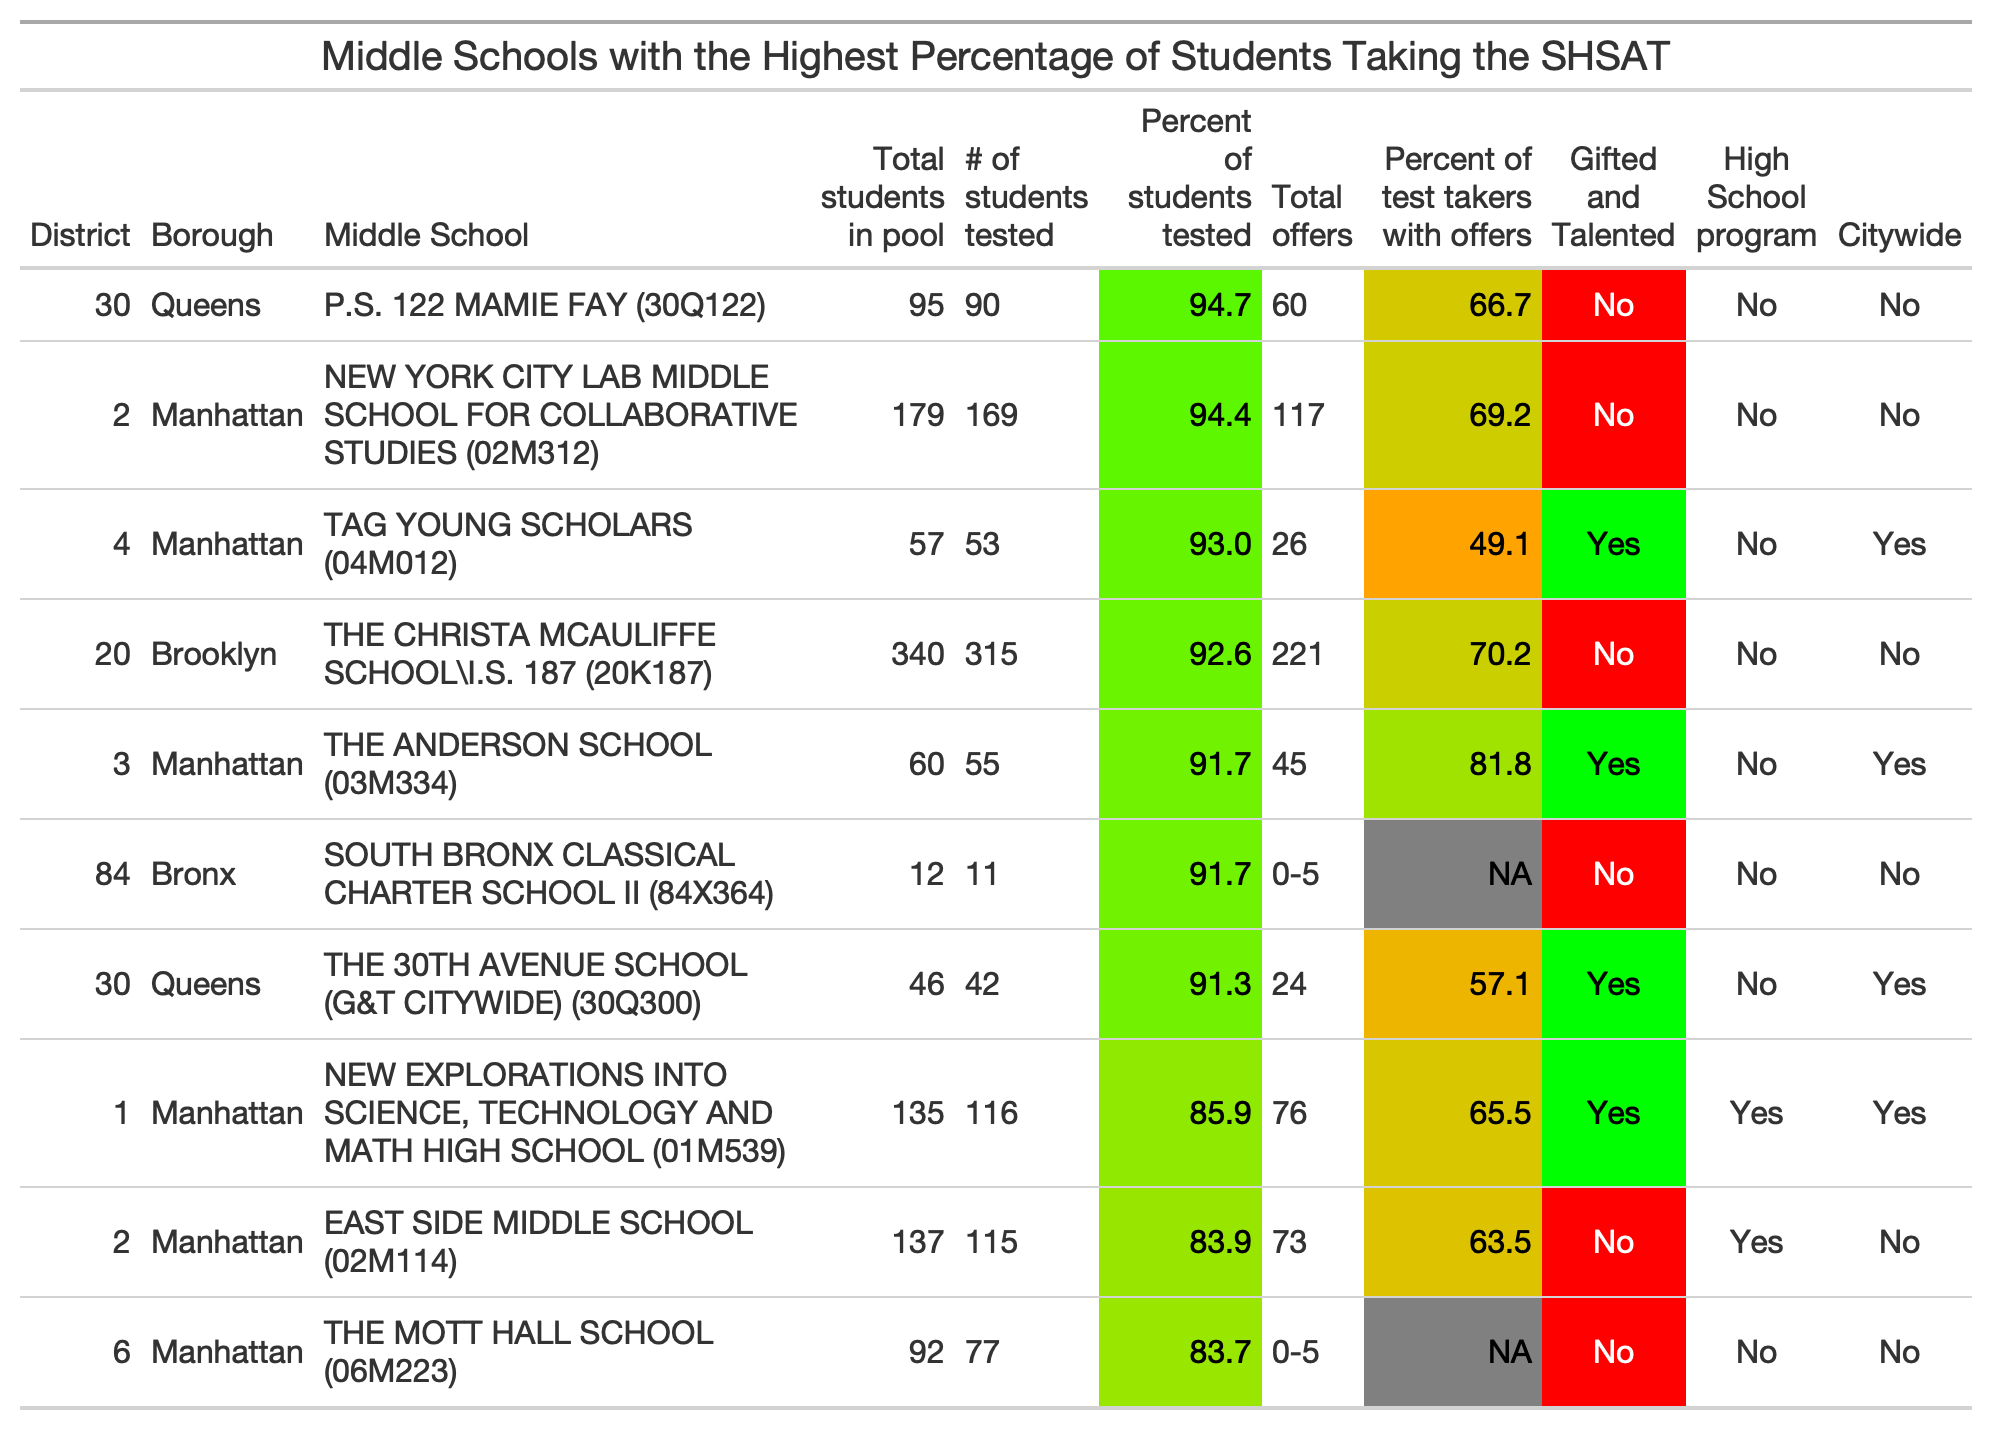 Middle Schools with the Highest Percentage of Students Taking the SHSAT
District Borough Middle School Total students in pool # of students tested Percent of students tested Total offers Percent of test takers with offers Gifted and Talented High School program Citywide
30 Queens P.S. 122 MAMIE FAY (30Q122) 95 90 94.7 60 66.7 No No No
2 Manhattan NEW YORK CITY LAB MIDDLE SCHOOL FOR COLLABORATIVE STUDIES (02M312) 179 169 94.4 117 69.2 No No No
4 Manhattan TAG YOUNG SCHOLARS (04M012) 57 53 93.0 26 49.1 Yes No Yes
20 Brooklyn THE CHRISTA MCAULIFFE SCHOOL\I.S. 187 (20K187) 340 315 92.6 221 70.2 No No No
3 Manhattan THE ANDERSON SCHOOL (03M334) 60 55 91.7 45 81.8 Yes No Yes
84 Bronx SOUTH BRONX CLASSICAL CHARTER SCHOOL II (84X364) 12 11 91.7 0-5 NA No No No
30 Queens THE 30TH AVENUE SCHOOL (G&T CITYWIDE) (30Q300) 46 42 91.3 24 57.1 Yes No Yes
1 Manhattan NEW EXPLORATIONS INTO SCIENCE, TECHNOLOGY AND MATH HIGH SCHOOL (01M539) 135 116 85.9 76 65.5 Yes Yes Yes
2 Manhattan EAST SIDE MIDDLE SCHOOL (02M114) 137 115 83.9 73 63.5 No Yes No
6 Manhattan THE MOTT HALL SCHOOL (06M223) 92 77 83.7 0-5 NA No No No